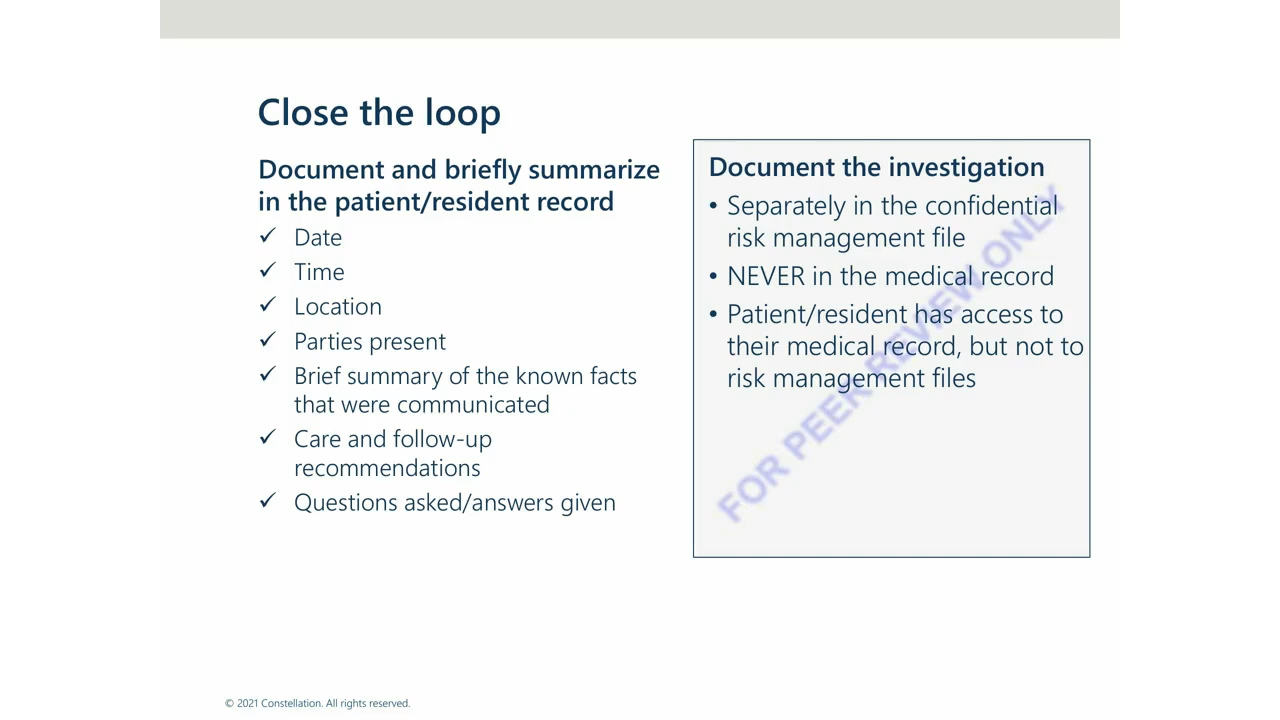 Close the loop
Document and briefly summarize
in the patient/resident record
✓ Date
✓ Time
✓ Location
✓ Parties present
✓ Brief summary of the known facts
that were communicated
✓ Care and follow-up
recommendations
✓ Questions asked/answers given
Document the investigation
• Separately in the confidential
risk management file
• NEVER in the medical record
• Patient/resident has access to
their medical record, but not to
risk management files
FOR PEER REVIEW ONLY
© 2021 Constellation. All rights reserved.